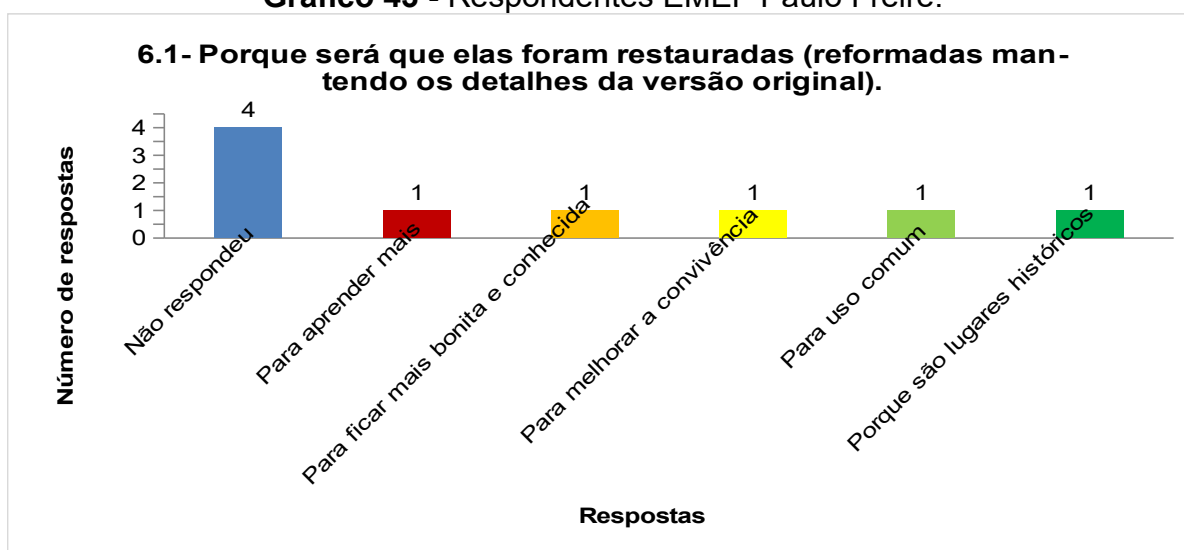 Gráfico 45 - Respondentes EMEF Paulo Freire.
6.1- Porque será que elas foram restauradas (reformadas man-
tendo os detalhes da versão original).
Número de respostas
4
3
2
1
0
4
1
1
1
1
1
Não respondeu
Para aprender mais
Para ficar mais bonita e conhecida
Para melhorar a convivência
Para uso comum
Porque são lugares históricos
Respostas